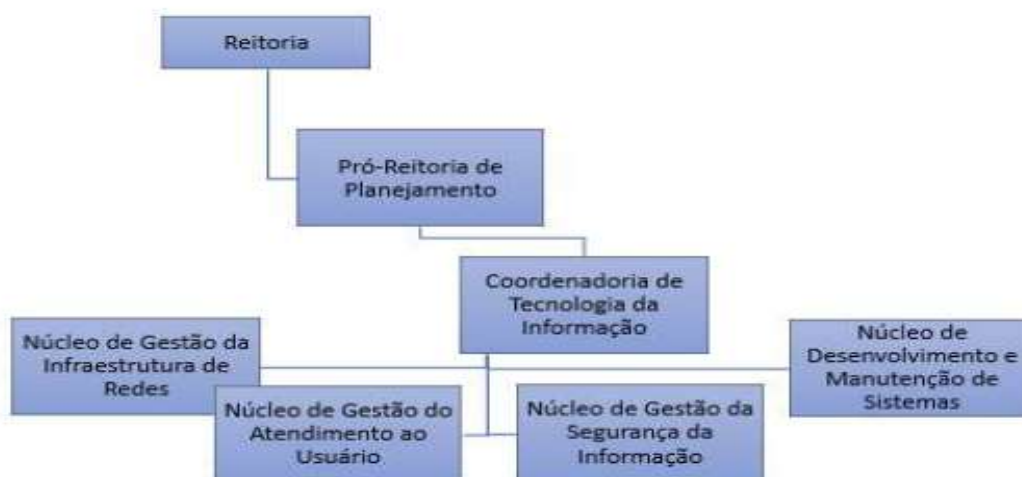 Reitoria
Pró-Reitoria de
Planejamento
Coordenadoria de
Tecnologia da
Informação
Núcleo de Gestão da
Infraestrutura de
Redes
Núcleo de
Desenvolvimento e
Manutenção de
Sistemas
Núcleo de Gestão do
Atendimento ao
Usuário
Núcleo de Gestão da
Segurança da
Informação